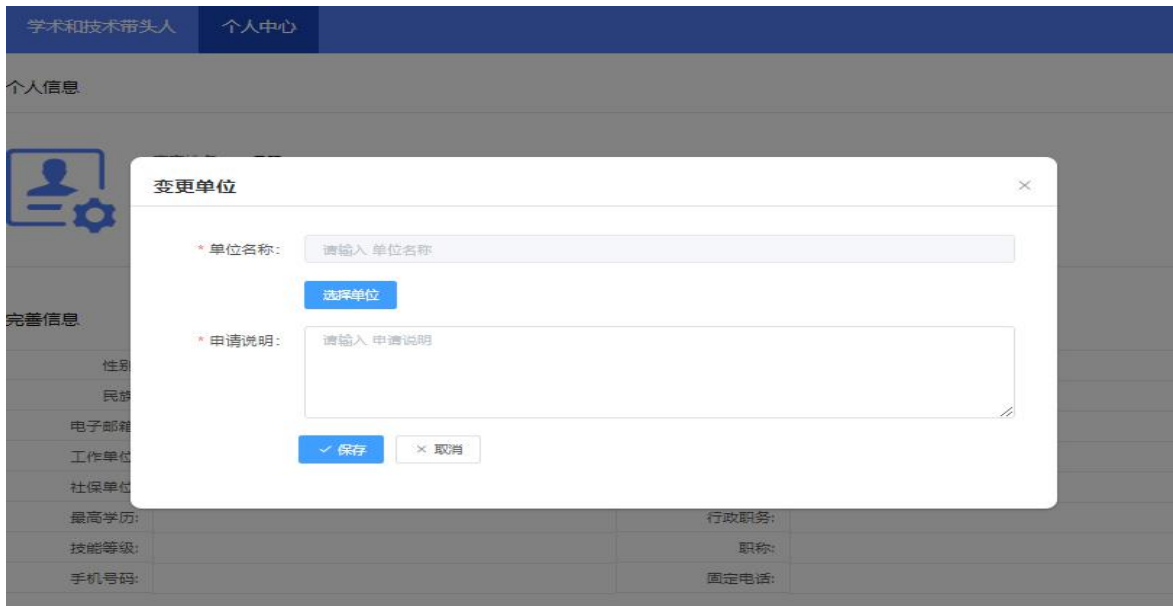 学术和技术带头人 个人中心
个人信息
变更单位
* 单位名称: 请输入 单位名称
选择单位
完善信息
* 申请说明: 请输入 申请说明
性别
民族
电子邮箱
工作单位
保存 取消
社保单位
最高学历: 行政职务:
技能等级: 职称:
手机号码: 固定电话: